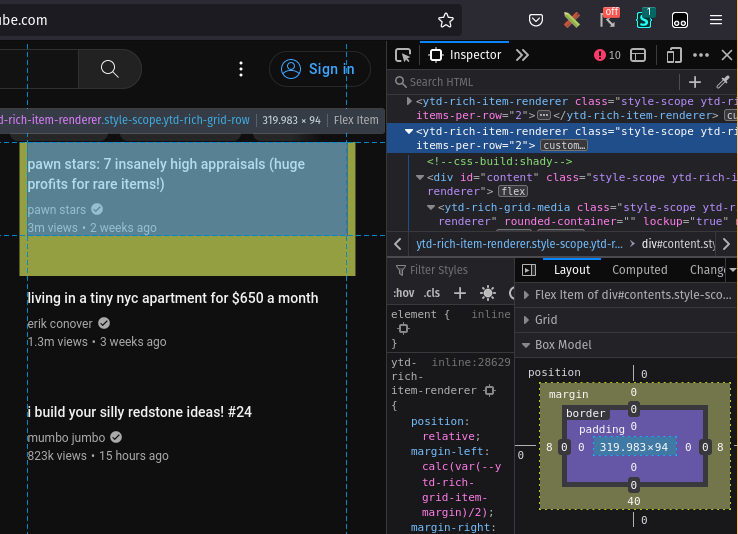 ube.com
off
1
Sign in
d-rich-item-renderer.style-scope.ytd-rich-grid-row
319.983 × 94
Flex Item
pawn stars: 7 insanely high appraisals (huge
profits for rare items!)
pawn stars
3m views • 2 weeks ago
living in a tiny nyc apartment for $650 a month
erik conover
1.3m views • 3 weeks ago
i build your silly redstone ideas! #24
mumbo jumbo
823k views • 15 hours ago
Inspector
10
Search HTML
<ytd-rich-item-renderer class="style-scope ytd-ri
items-per-row="2"></ytd-rich-item-renderer> cu
<ytd-rich-item-renderer class="style-scope ytd-ri
items-per-row="2"> custom…
<!--css-build:shady-->
<div id="content" class="style-scope ytd-rich-i
renderer"> flex
<ytd-rich-grid-media class="style-scope ytd-r
renderer" rounded-container="" lockup="true"
ytd-rich-item-renderer.style-scope.ytd-r...
div#content.st
Filter Styles
:hov .cls
element { inline
}
ytd- inline:28629
rich-
item-renderer
{
position:
relative;
margin-left:
calc(var(--y
td-rich-
grid-item-
margin)/2);
margin-right:
Layout
Computed
Chang
Flex Item of div#contents.style-sco...
Grid
Box Model
position 0
margin 0
border 0
padding 0
0 8 0 0 319.983×94 0 0 8
0
0
40
0